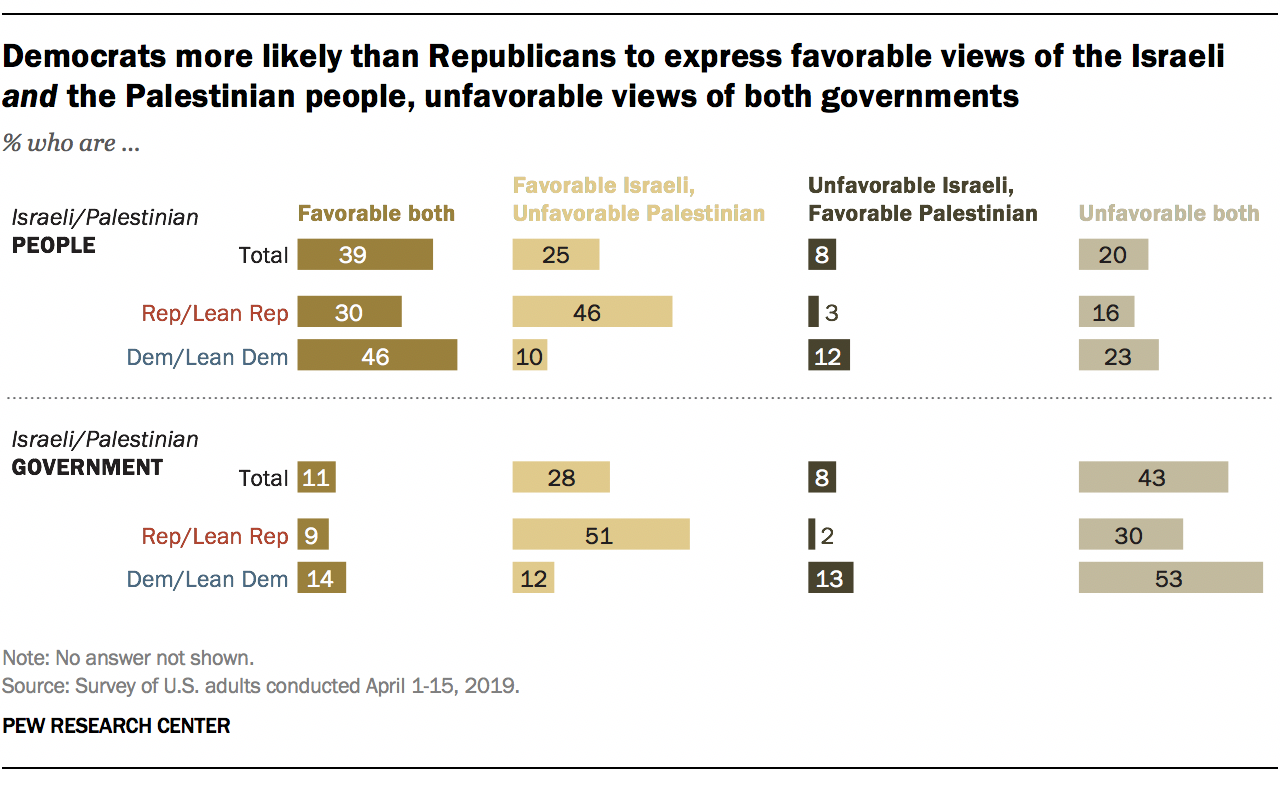 Democrats more likely than Republicans to express favorable views of the Israeli
and the Palestinian people, unfavorable views of both governments
% who are ...
Israeli/Palestinian
PEOPLE
Favorable both
Favorable Israeli,
Unfavorable Palestinian
Unfavorable Israeli,
Favorable Palestinian
Unfavorable both
Total 39 25 8 20
Rep/Lean Rep 30 46 3 16
Dem/Lean Dem 46 10 12 23
Israeli/Palestinian
GOVERNMENT
Total 11 28 8 43
Rep/Lean Rep 9 51 2 30
Dem/Lean Dem 14 12 13 53
Note: No answer not shown.
Source: Survey of U.S. adults conducted April 1-15, 2019.
PEW RESEARCH CENTER